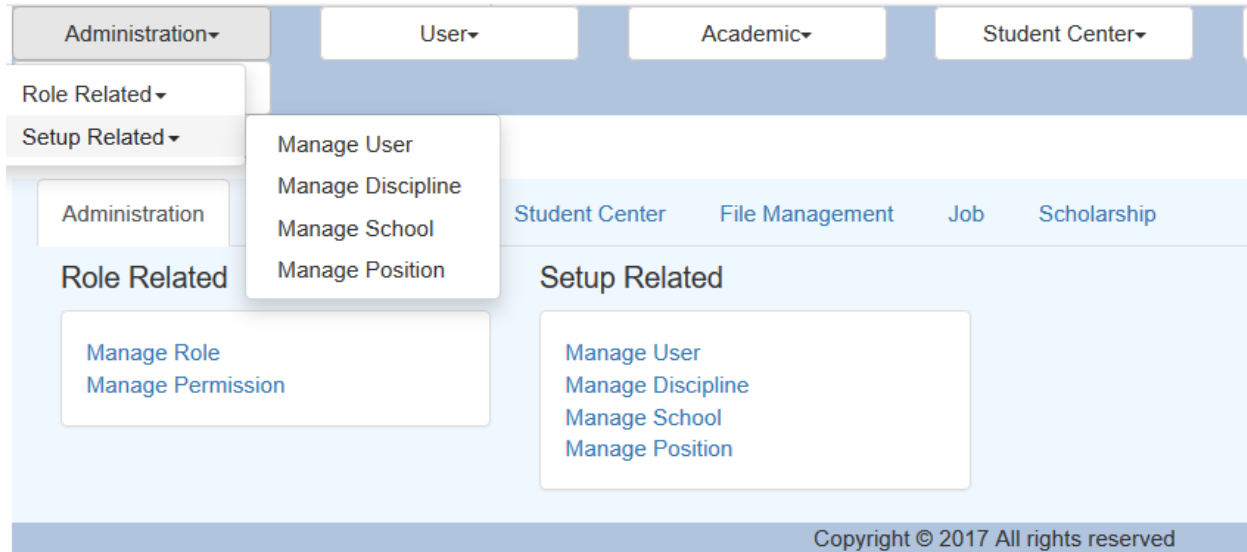 Administration User Academic Student Center
Role Related
Setup Related
Manage User
Manage Discipline
Manage School
Manage Position
Administration Student Center File Management Job Scholarship
Role Related Setup Related
Manage Role
Manage Permission
Manage User
Manage Discipline
Manage School
Manage Position
Copyright © 2017 All rights reserved